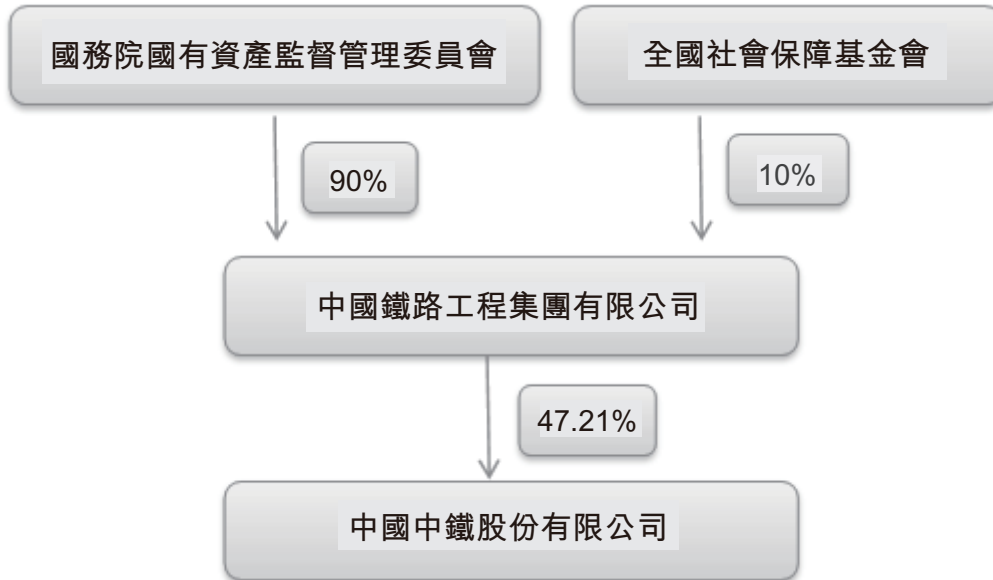 國務院國有資產監督管理委員會
全國社會保障基金會
90%
10%
中國鐵路工程集團有限公司
47.21%
中國中鐵股份有限公司